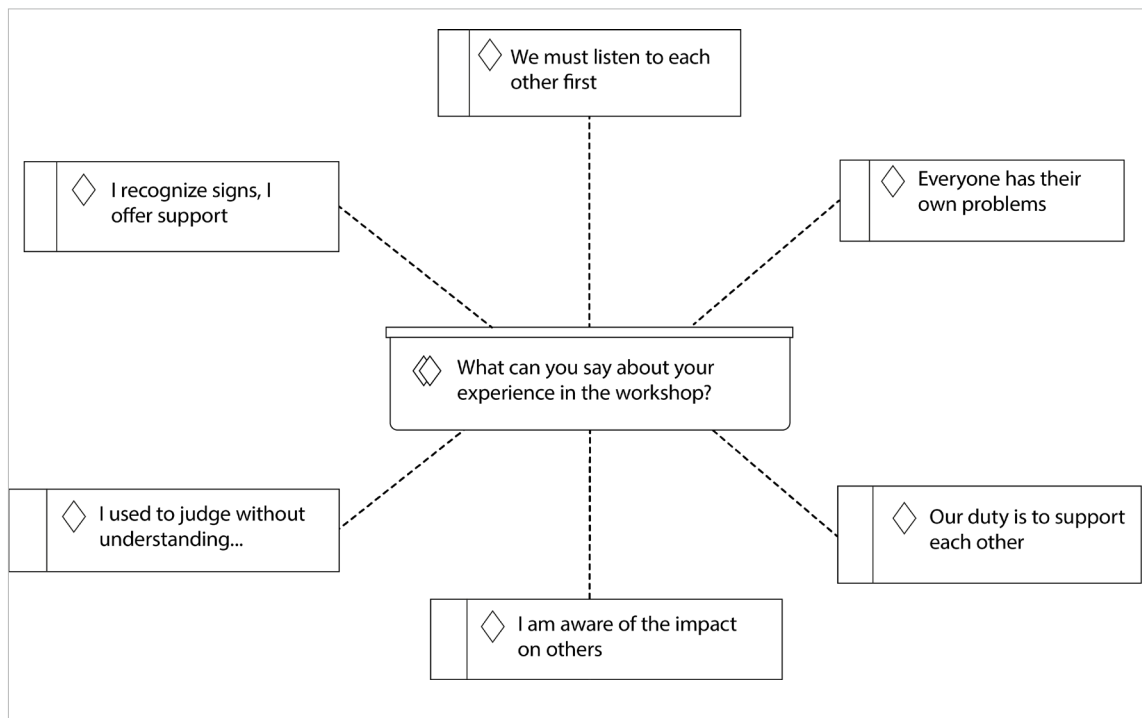 We must listen to each
other first
I recognize signs, I
offer support
Everyone has their
own problems
What can you say about your
experience in the workshop?
I used to judge without
understanding...
Our duty is to support
each other
I am aware of the impact
on others